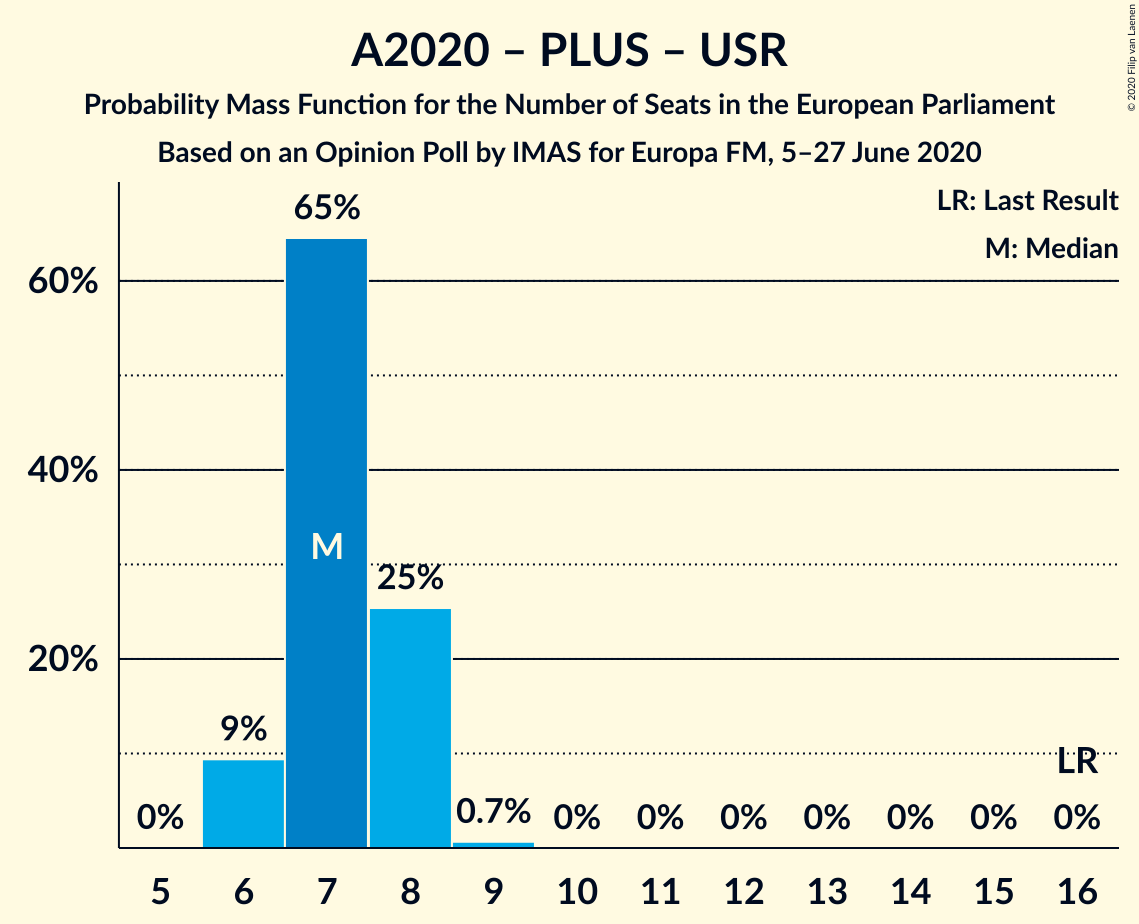 A2020 – PLUS – USR
Probability Mass Function for the Number of Seats in the European Parliament
Based on an Opinion Poll by IMAS for Europa FM, 5–27 June 2020
© 2020 Filip van Laenen
LR: Last Result
M: Median
60%
40%
20%
0%
9%
65%
M
25%
0.7%
0%
0%
0%
0%
0%
0%
LR
0%
5 6 7 8 9 10 11 12 13 14 15 16